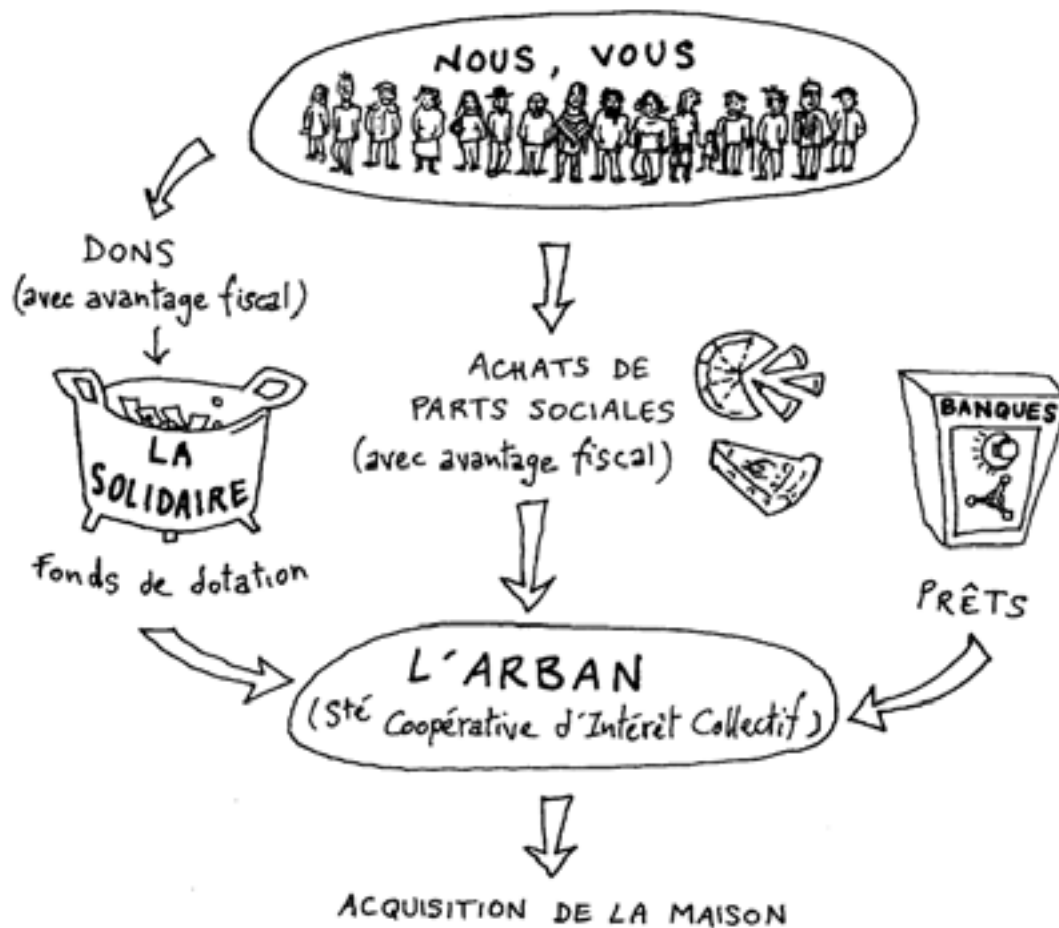 NOUS, VOUS
DONS
(avec avantage fiscal)
LA
SOLIDAIRE
Fonds de dotation
ACHATS DE
PARTS SOCIALES
(avec avantage fiscal)
BANQUES
PRÊTS
L'ARBAN
(Sté Coopérative d'Intérêt Collectif)
ACQUISITION DE LA MAISON